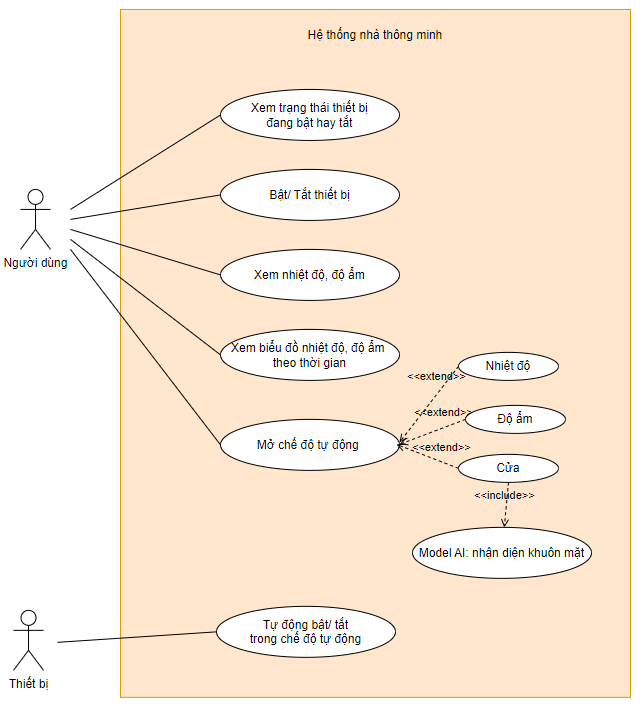 Hệ thống nhà thông minh
Xem trạng thái thiết bị
đang bật hay tắt
Bật/ Tắt thiết bị
Người dùng
Xem nhiệt độ, độ ẩm
Xem biểu đồ nhiệt độ, độ ẩm
theo thời gian
Nhiệt độ
<<extend>>
<<extend>>
Độ ẩm
Mở chế độ tự động
<<extend>>
Cửa
<<include>>
Model AI: nhận diện khuôn mặt
Tự động bật/ tắt
trong chế độ tự động
Thiết bị